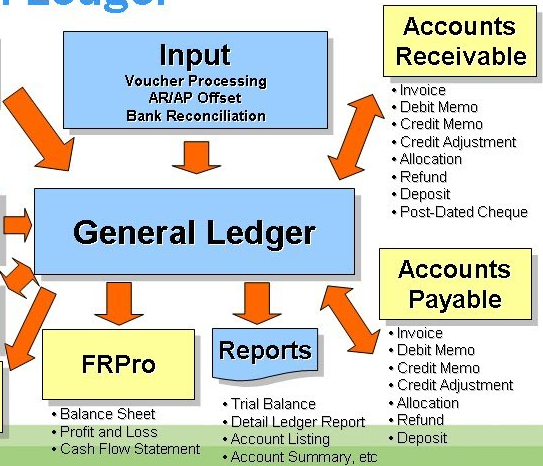 Ledger
Input
Voucher Processing
AR/AP Offset
Bank Reconciliation
Accounts
Receivable
• Invoice
• Debit Memo
• Credit Memo
• Credit Adjustment
• Allocation
• Refund
• Deposit
• Post-Dated Cheque
General Ledger
Accounts
Payable
• Invoice
• Debit Memo
• Credit Memo
• Credit Adjustment
• Allocation
• Refund
• Deposit
FRPro
• Balance Sheet
• Profit and Loss
• Cash Flow Statement
Reports
• Trial Balance
• Detail Ledger Report
• Account Listing
• Account Summary, etc